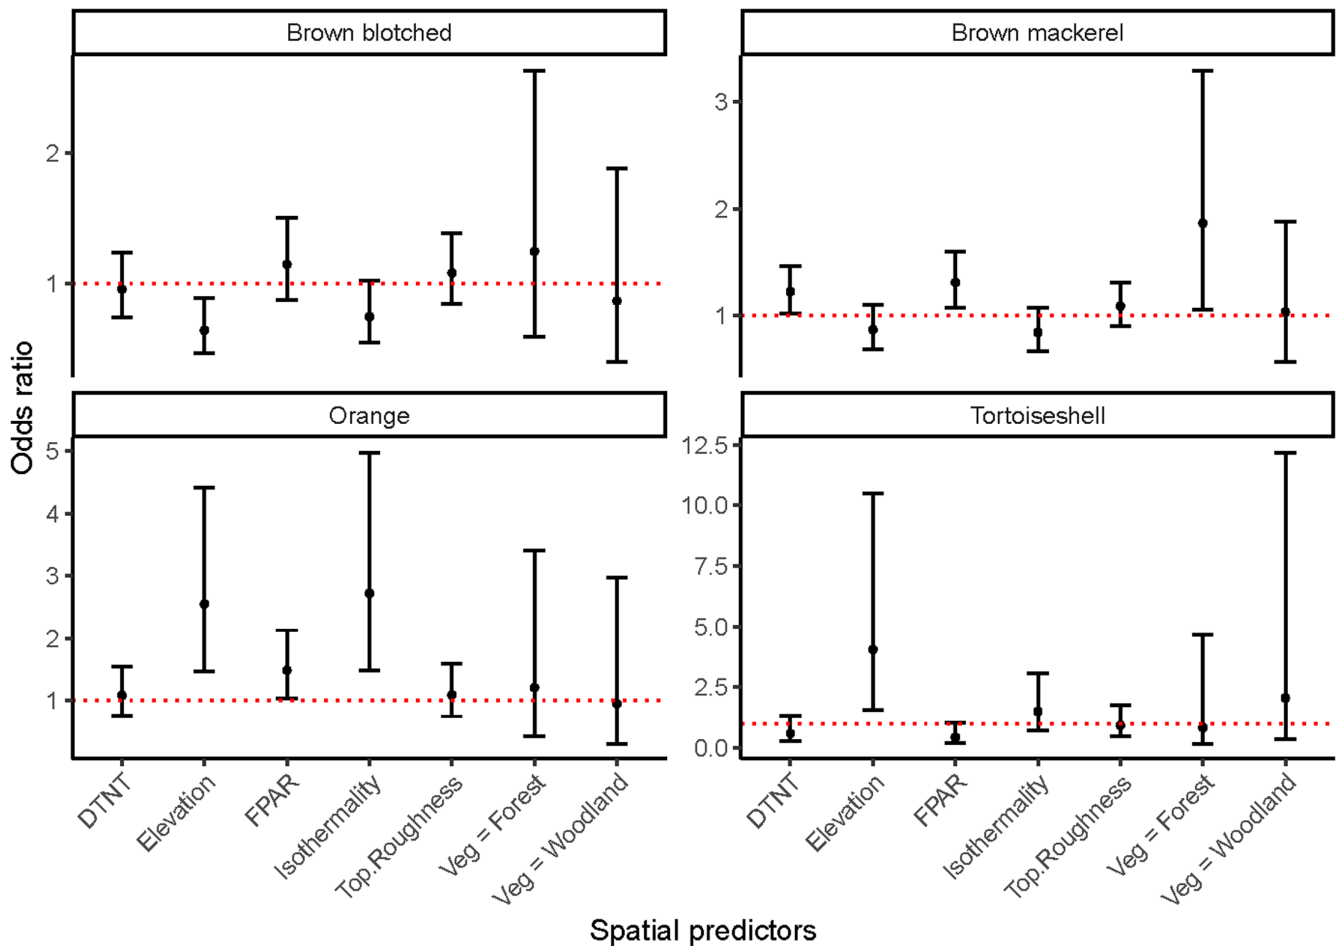 Brown blotched
Brown mackerel
2
1
3
2
1
Odds ratio
Orange
Tortoiseshell
5
4
3
2
1
12.5
10.0
7.5
5.0
2.5
0.0
DTNT
Elevation
FPAR
Isothermality
Top.Roughness
Veg = Forest
Veg = Woodland
DTNT
Elevation
FPAR
Isothermality
Top.Roughness
Veg = Forest
Veg = Woodland
Spatial predictors